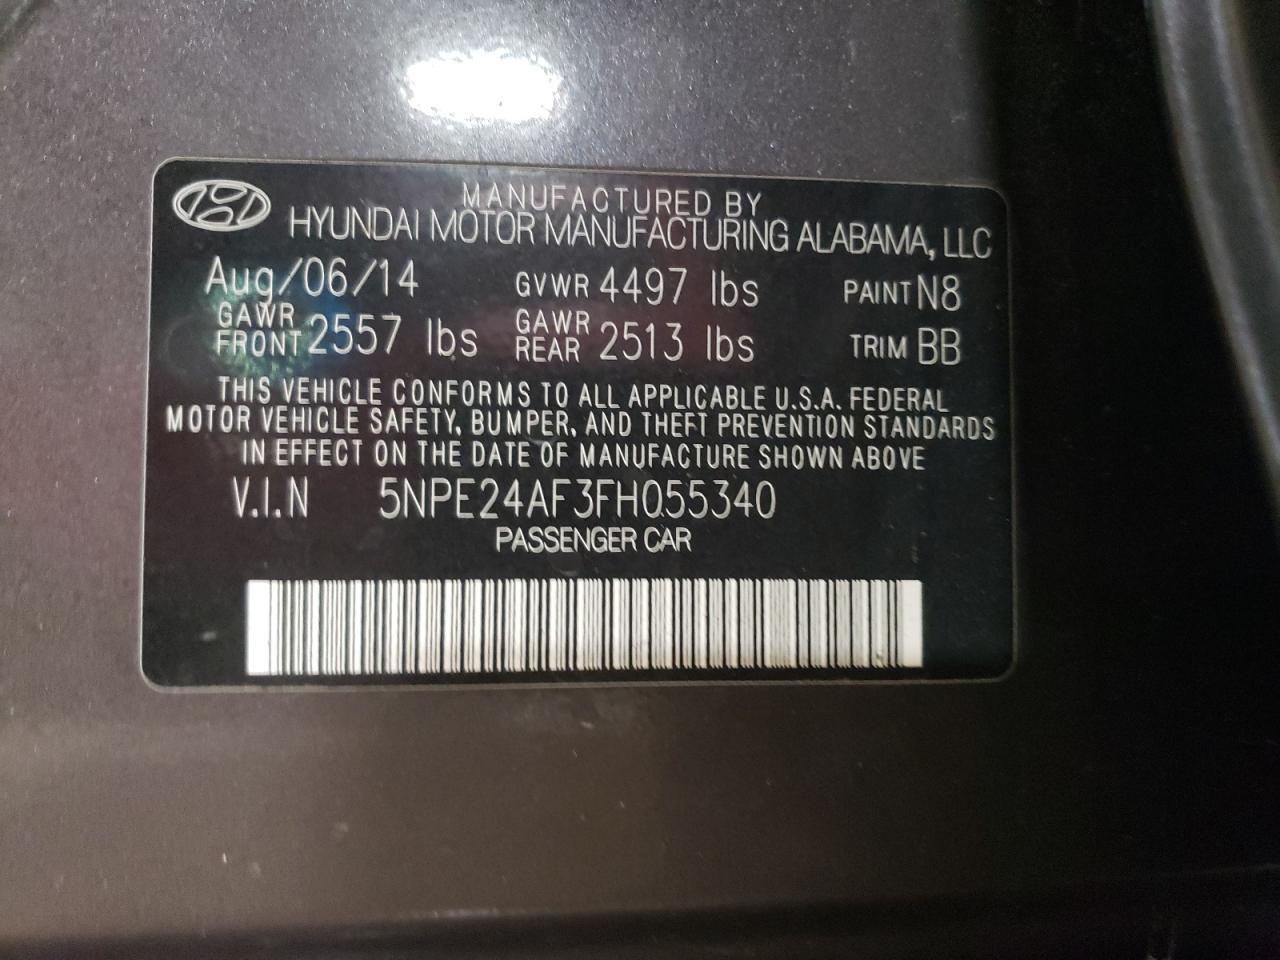 MANUFACTURED BY
HYUNDAI MOTOR MANUFACTURING ALABAMA, LLC
Aug/06/14 GVWR 4497 lbs PAINT N8
GAWR FRONT 2557 lbs GAWR REAR 2513 lbs TRIM BB
THIS VEHICLE CONFORMS TO ALL APPLICABLE U.S.A. FEDERAL
MOTOR VEHICLE SAFETY, BUMPER, AND THEFT PREVENTION STANDARDS
IN EFFECT ON THE DATE OF MANUFACTURE SHOWN ABOVE
V.I.N 5NPE24AF3FH055340
PASSENGER CAR